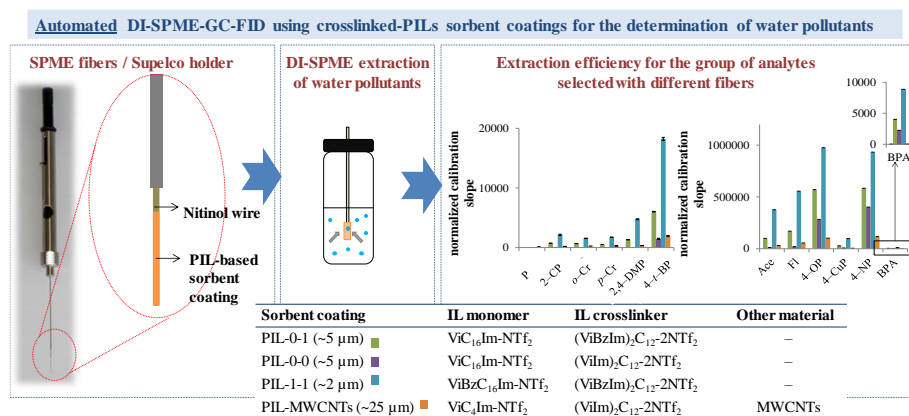 Automated DI-SPME-GC-FID using crosslinked-PILs sorbent coatings for the determination of water pollutants
SPME fibers / Supelco holder
Nitinol wire
PIL-based
sorbent
coating
DI-SPME extraction
of water pollutants
Extraction efficiency for the group of analytes
selected with different fibers
normalized calibration
slope
20000
10000
0
P
2-CP
o-Cr
p-Cr
2,4-DMP
4-t-BP
normalized calibration
slope
1000000
500000
0
Ace
Fl
4-OP
4-CuP
4-NP
BPA
10000
5000
0
BPA
Sorbent coating IL monomer IL crosslinker Other material
PIL-0-1 (~5 µm) ViC₁₆Im-NTf₂ (ViBzIm)₂C₁₂-2NTf₂ –
PIL-0-0 (~5 µm) ViC₁₆Im-NTf₂ (ViIm)₂C₁₂-2NTf₂ –
PIL-1-1 (~2 µm) ViBzC₁₆Im-NTf₂ (ViBzIm)₂C₁₂-2NTf₂ –
PIL-MWCNTs (~25 µm) ViC₄Im-NTf₂ (ViIm)₂C₁₂-2NTf₂ MWCNTs